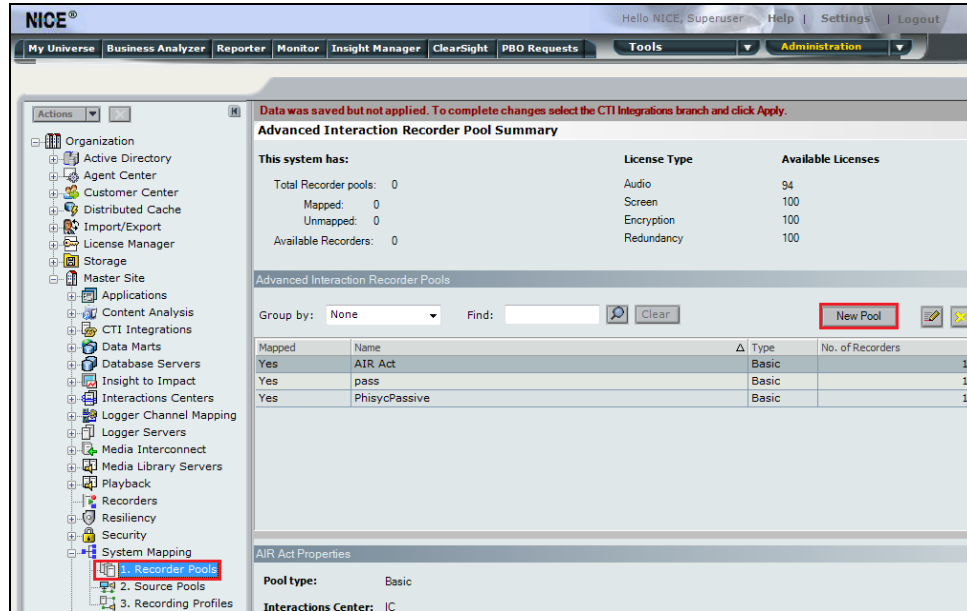 NICE®
Hello NICE, Superuser Help | Settings | Logout
My Universe Business Analyzer Reporter Monitor Insight Manager ClearSight PBO Requests Tools Administration
Actions
Data was saved but not applied. To complete changes select the CTI Integrations branch and click Apply.
Organization
Active Directory
Agent Center
Customer Center
Distributed Cache
Import/Export
License Manager
Storage
Master Site
Applications
Content Analysis
CTI Integrations
Data Marts
Database Servers
Insight to Impact
Interactions Centers
Logger Channel Mapping
Logger Servers
Media Interconnect
Media Library Servers
Playback
Recorders
Resiliency
Security
System Mapping
1. Recorder Pools
2. Source Pools
3. Recording Profiles
Advanced Interaction Recorder Pool Summary
This system has: License Type Available Licenses
Total Recorder pools: 0 Audio 94
Mapped: 0 Screen 100
Unmapped: 0 Encryption 100
Available Recorders: 0 Redundancy 100
Advanced Interaction Recorder Pools
Group by: None Find: Clear New Pool
Mapped Name Type No. of Recorders
Yes AIR Act Basic 1
Yes pass Basic 1
Yes PhisycPassive Basic 1
AIR Act Properties
Pool type: Basic
Interactions Center: IC